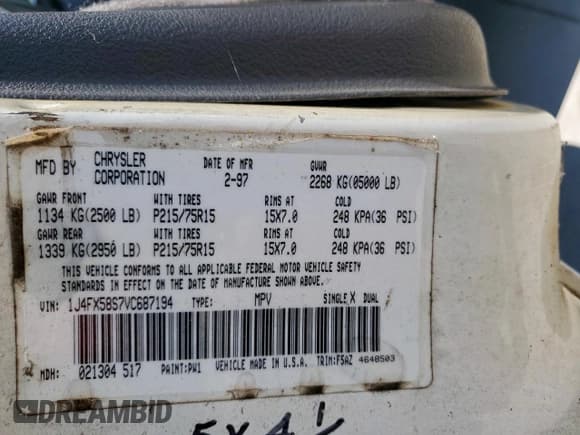 MFD BY CHRYSLER CORPORATION DATE OF MFR 2-97 GVWR 2268 KG(05000 LB)
GAWR FRONT WITH TIRES RIMS AT COLD
1134 KG(2500 LB) P215/75R15 15X7.0 248 KPA(36 PSI)
GAWR REAR WITH TIRES RIMS AT COLD
1339 KG(2950 LB) P215/75R15 15X7.0 248 KPA(36 PSI)
THIS VEHICLE CONFORMS TO ALL APPLICABLE FEDERAL MOTOR VEHICLE SAFETY
STANDARDS IN EFFECT ON THE DATE OF MANUFACTURE SHOWN ABOVE.
VIN: 1J4FX58S7VC687194 TYPE: MPV SINGLE X DUAL
MDH: 021304 517 PAINT:PW1 VEHICLE MADE IN U.S.A. TRIM:F5AZ 4648503
DREAMBID